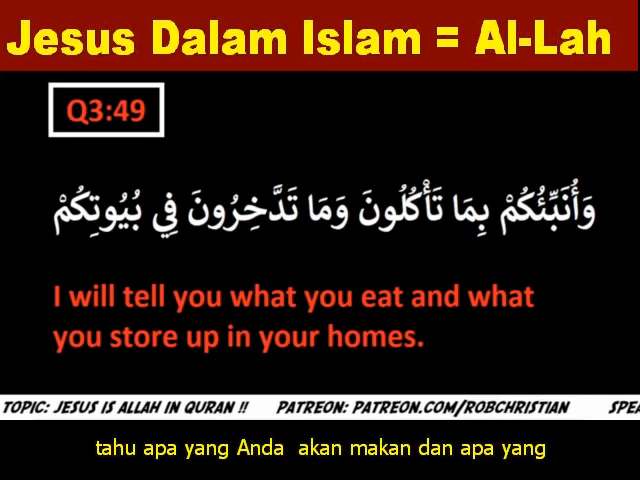 Jesus Dalam Islam = Al-Lah
Q3:49
وَأُنَبِّئُكُمْ بِمَا تَأْكُلُونَ وَمَا تَدَّخِرُونَ فِي بُيُوتِكُمْ
I will tell you what you eat and what
you store up in your homes.
TOPIC: JESUS IS ALLAH IN QURAN !! PATREON: PATREON.COM/ROBCHRISTIAN SPEA
tahu apa yang Anda akan makan dan apa yang